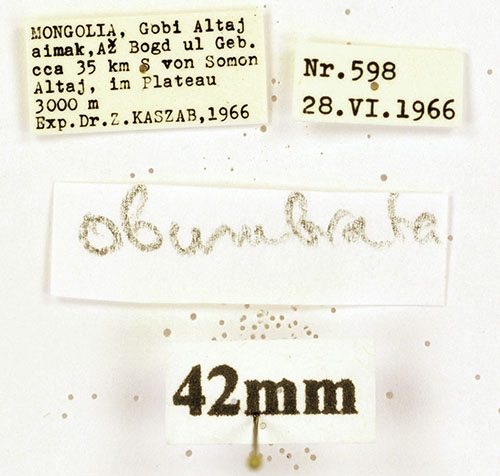 MONGOLIA, Gobi Altaj
aimak, Až Bogd ul Geb.
cca 35 km S von Somon
Altaj, im Plateau
3000 m
Exp.Dr.Z.KASZAB,1966
Nr.598
28.VI.1966
obumbrata
42mm